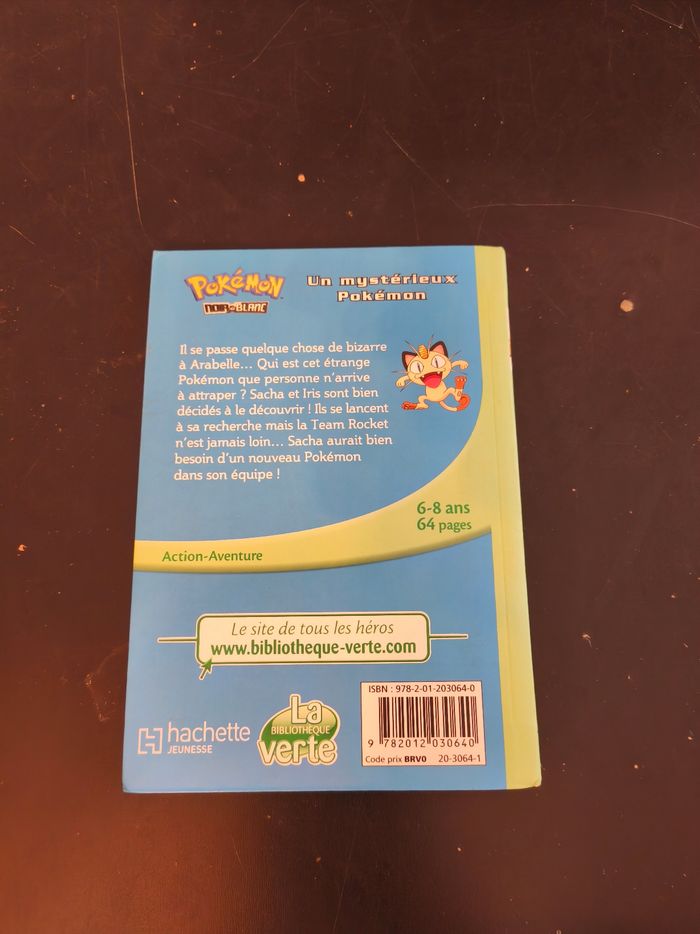 POKéMON
NOIR & BLANC
Un mystérieux
Pokémon
Il se passe quelque chose de bizarre
à Arabelle... Qui est cet étrange
Pokémon que personne n'arrive
à attraper ? Sacha et Iris sont bien
décidés à le découvrir ! Ils se lancent
à sa recherche mais la Team Rocket
n'est jamais loin... Sacha aurait bien
besoin d'un nouveau Pokémon
dans son équipe !
6-8 ans
64 pages
Action-Aventure
Le site de tous les héros
www.bibliotheque-verte.com
ISBN : 978-2-01-203064-0
9 782012 030640
Code prix BRV0 20-3064-1
hachette
JEUNESSE
La
BIBLIOTHÈQUE
verte